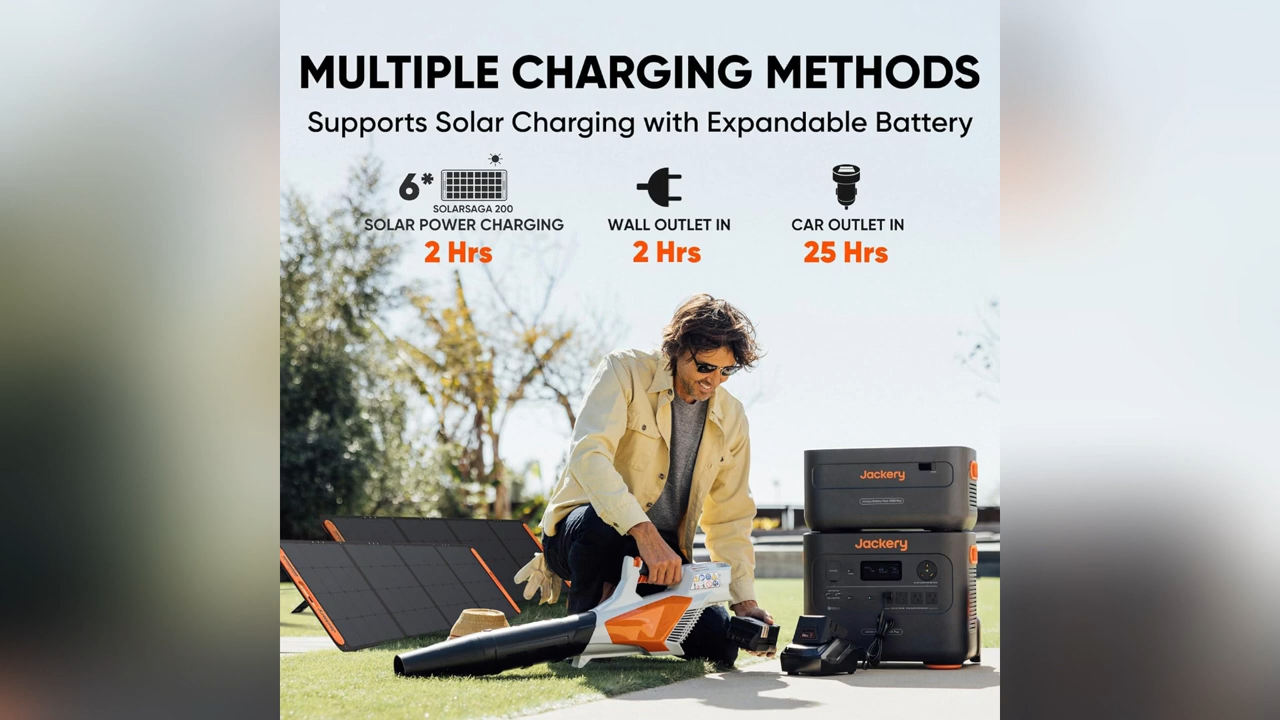 MULTIPLE CHARGING METHODS
Supports Solar Charging with Expandable Battery
6*
SOLARSAGA 200
SOLAR POWER CHARGING
2 Hrs
WALL OUTLET IN
2 Hrs
CAR OUTLET IN
25 Hrs
Jackery
Jackery